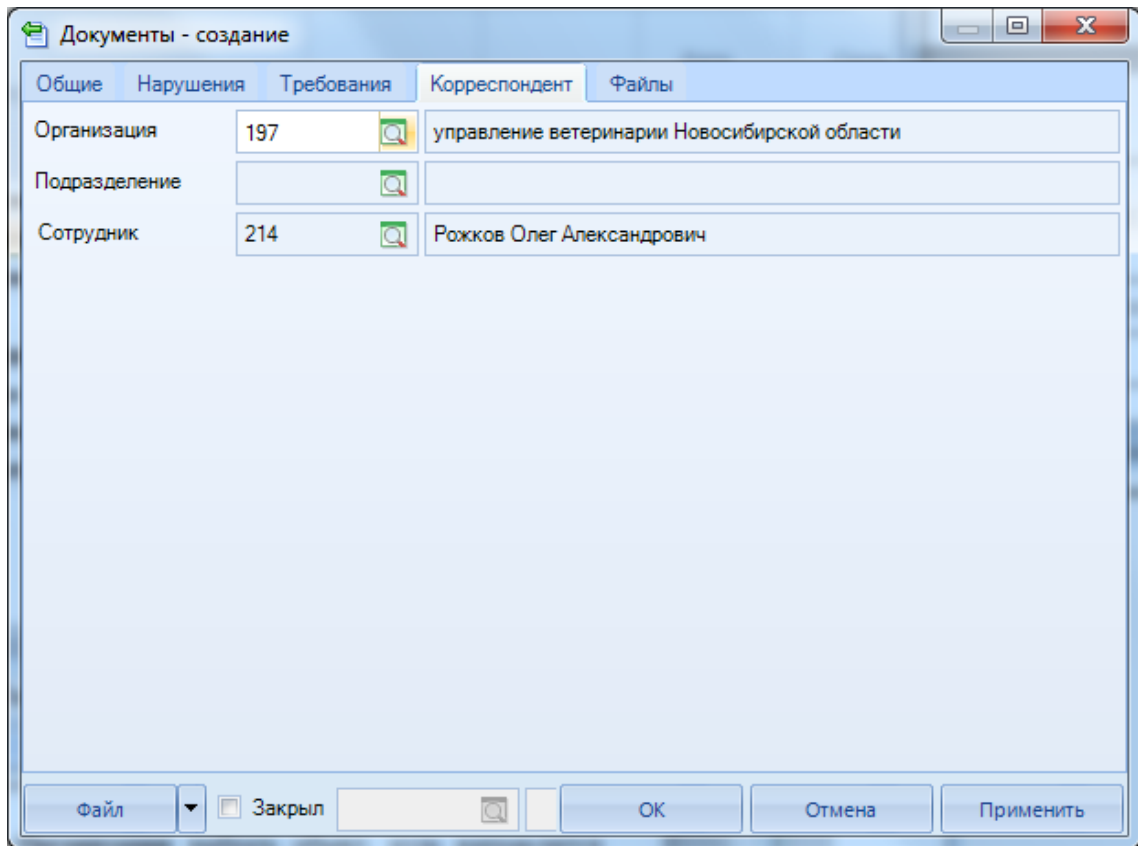 Документы - создание
Общие Нарушения Требования Корреспондент Файлы
Организация 197 управление ветеринарии Новосибирской области
Подразделение
Сотрудник 214 Рожков Олег Александрович
Файл Закрыл ОК Отмена Применить